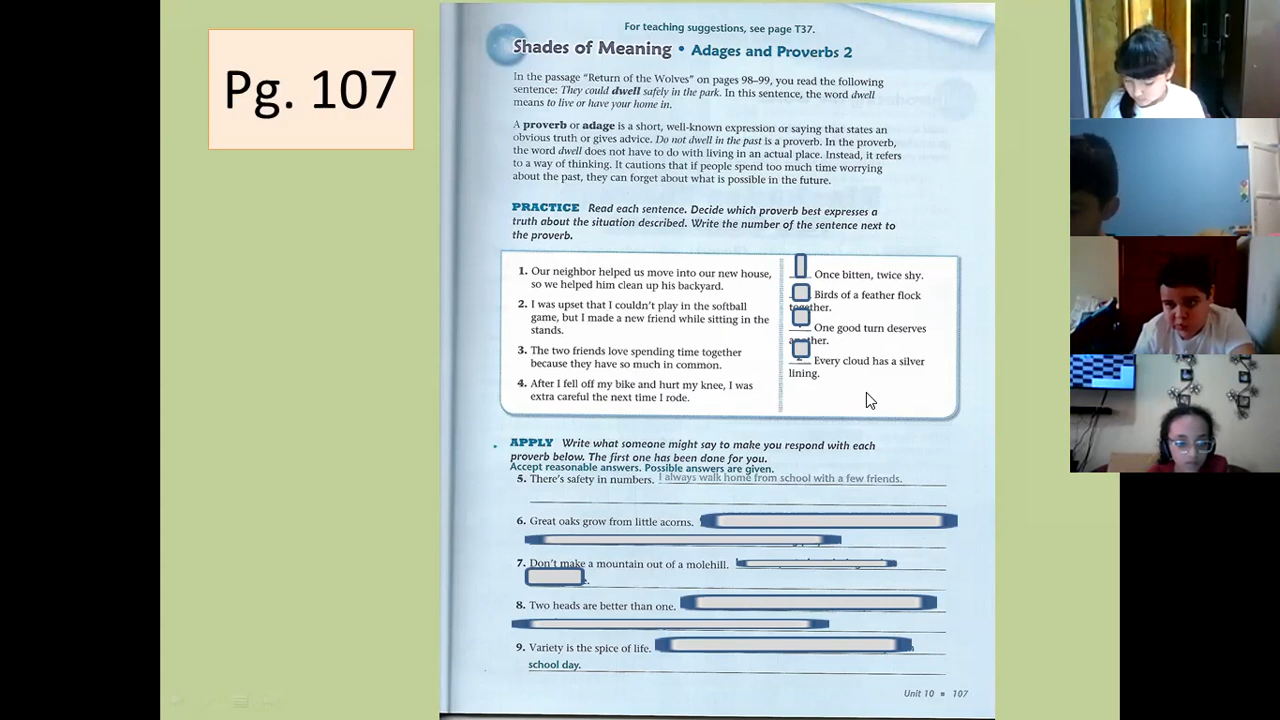 Pg. 107
For teaching suggestions, see page T37.
Shades of Meaning • Adages and Proverbs 2
In the passage “Return of the Wolves” on pages 98–99, you read the following
sentence: They could dwell safely in the park. In this sentence, the word dwell
means to live or have your home in.
A proverb or adage is a short, well-known expression or saying that states an
obvious truth or gives advice. Do not dwell in the past is a proverb. In the proverb,
the word dwell does not have to do with living in an actual place. Instead, it refers
to a way of thinking. It cautions that if people spend too much time worrying
about the past, they can forget about what is possible in the future.
PRACTICE Read each sentence. Decide which proverb best expresses a
truth about the situation described. Write the number of the sentence next to
the proverb.
1. Our neighbor helped us move into our new house,
so we helped him clean up his backyard.
2. I was upset that I couldn’t play in the softball
game, but I made a new friend while sitting in the
stands.
3. The two friends love spending time together
because they have so much in common.
4. After I fell off my bike and hurt my knee, I was
extra careful the next time I rode.
Once bitten, twice shy.
Birds of a feather flock
together.
One good turn deserves
another.
Every cloud has a silver
lining.
APPLY Write what someone might say to make you respond with each
proverb below. The first one has been done for you.
Accept reasonable answers. Possible answers are given.
5. There’s safety in numbers. I always walk home from school with a few friends.
6. Great oaks grow from little acorns.
7. Don’t make a mountain out of a molehill.
8. Two heads are better than one.
9. Variety is the spice of life.
school day.
Unit 10 ▪ 107